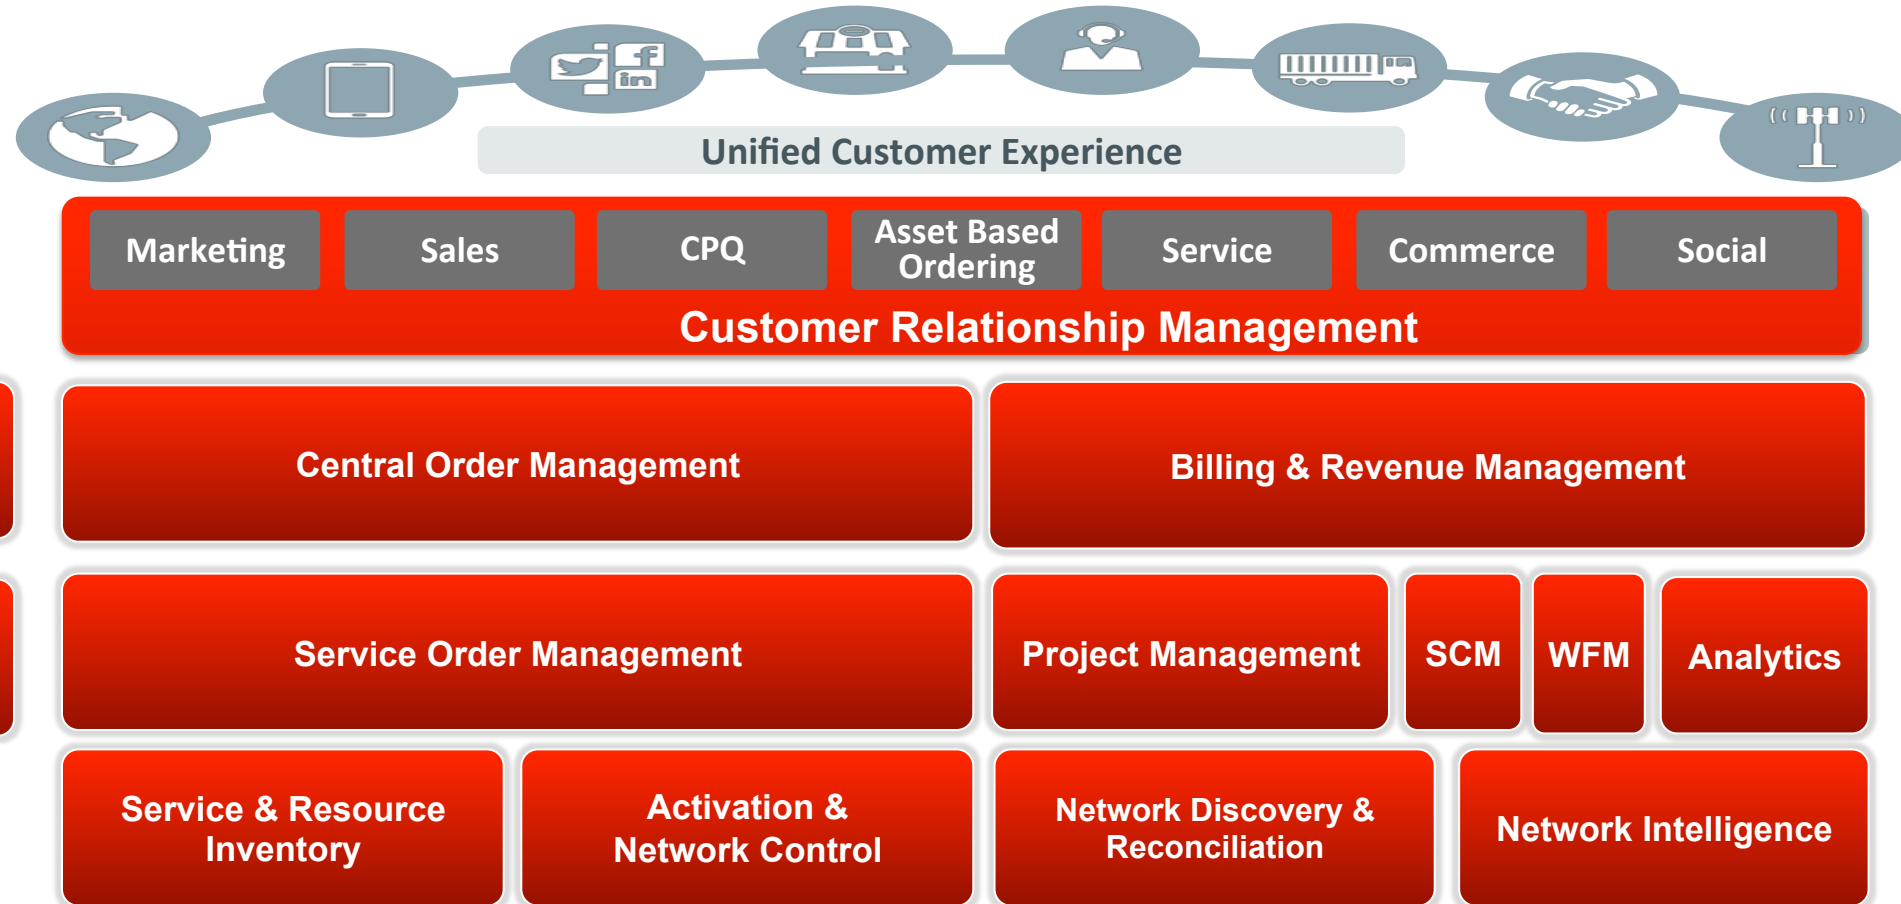 f
in
Unified Customer Experience
Marketing
Sales
CPQ
Asset Based
Ordering
Service
Commerce
Social
Customer Relationship Management
Central Order Management
Billing & Revenue Management
Service Order Management
Project Management
SCM
WFM
Analytics
Service & Resource
Inventory
Activation &
Network Control
Network Discovery &
Reconciliation
Network Intelligence